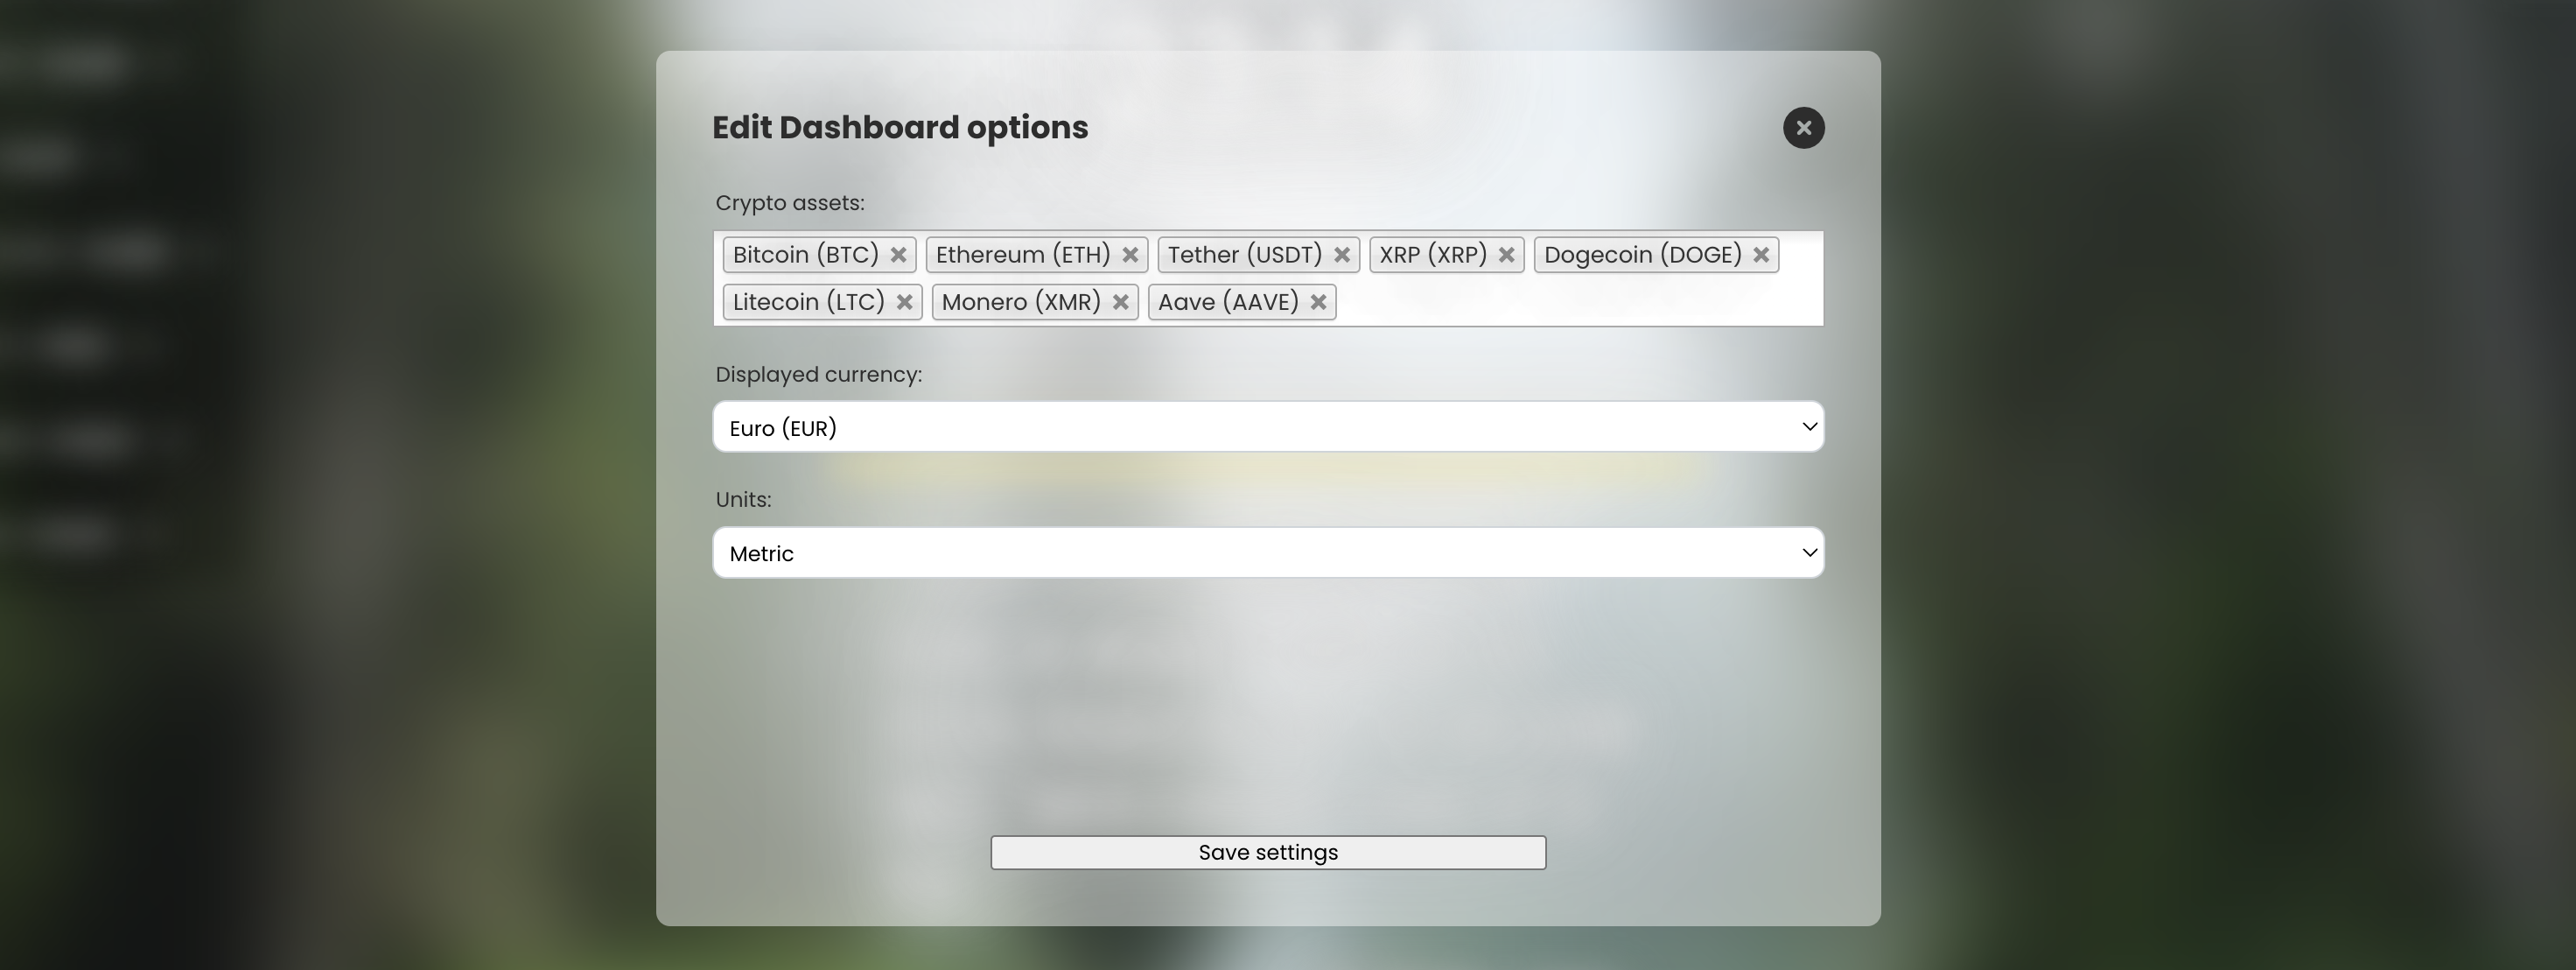 Edit Dashboard options
Crypto assets:
Bitcoin (BTC) Ethereum (ETH) Tether (USDT) XRP (XRP) Dogecoin (DOGE)
Litecoin (LTC) Monero (XMR) Aave (AAVE)
Displayed currency:
Euro (EUR)
Units:
Metric
Save settings